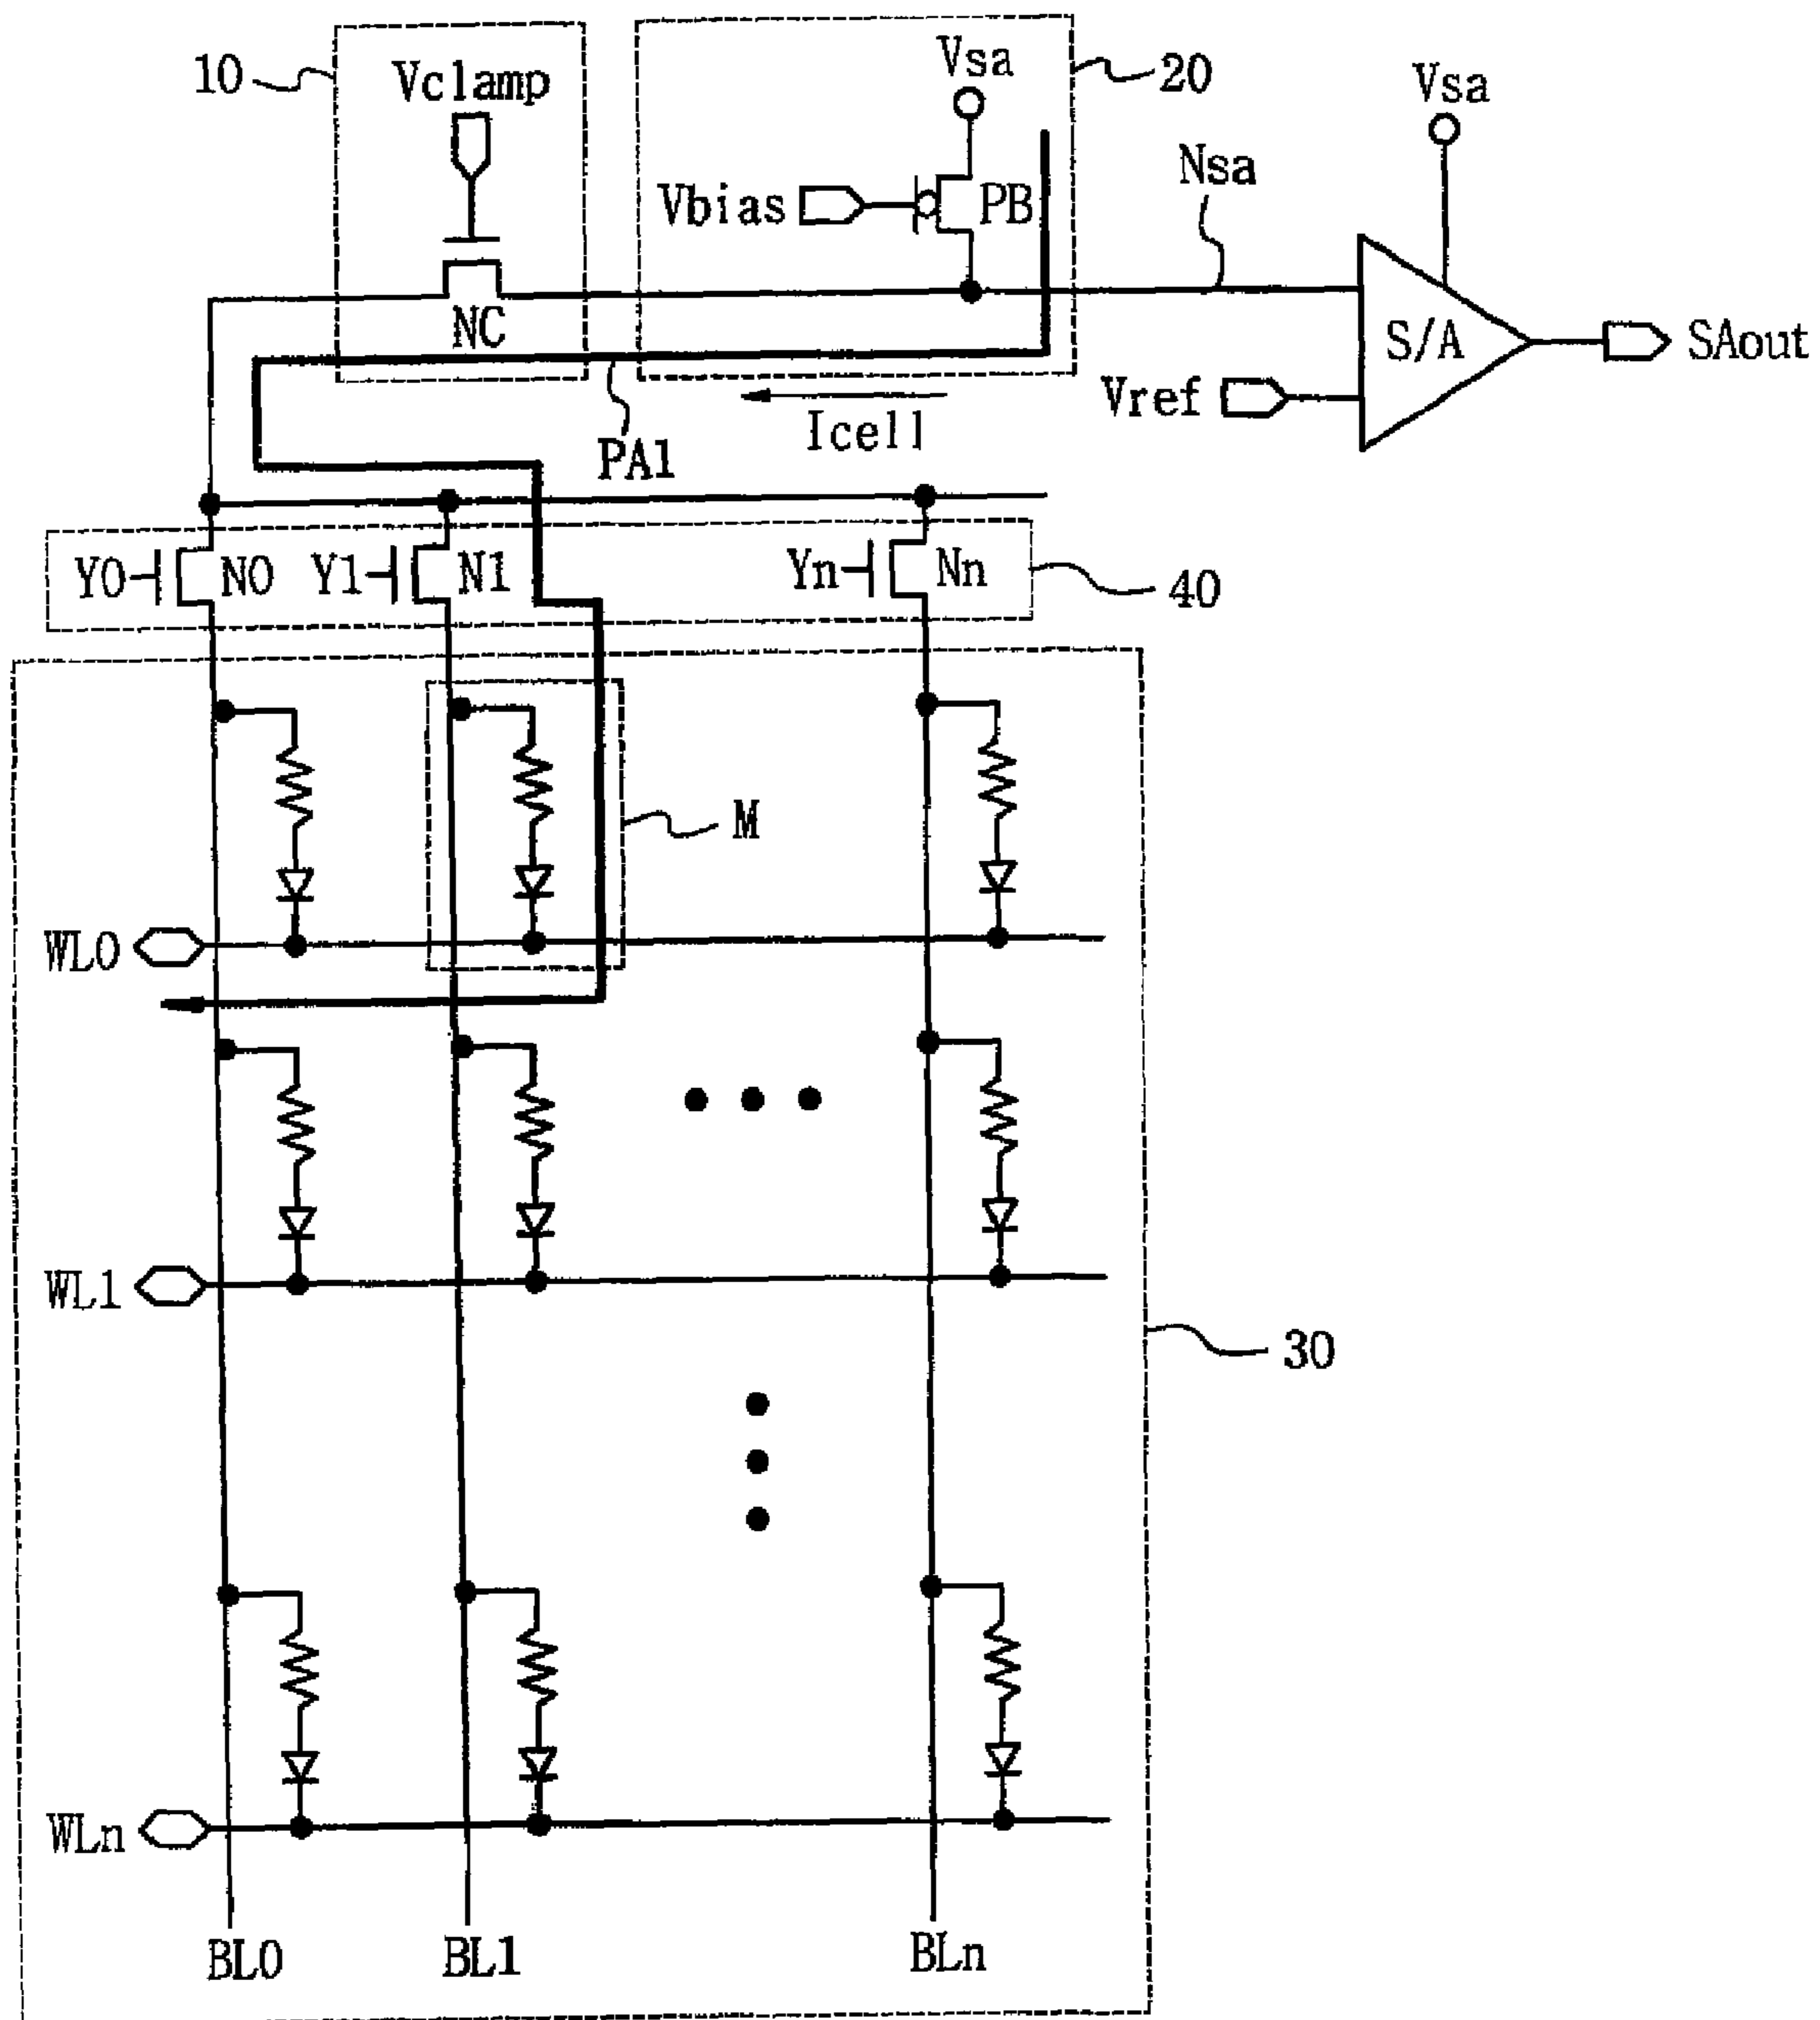 10
Vclamp
Vsa
20
Vsa
Vbias
PB
Nsa
NC
S/A
SAout
Vref
Icell
PA1
Y0
N0
Y1
N1
Yn
Nn
40
M
WL0
WL1
30
WLn
BL0
BL1
BLn